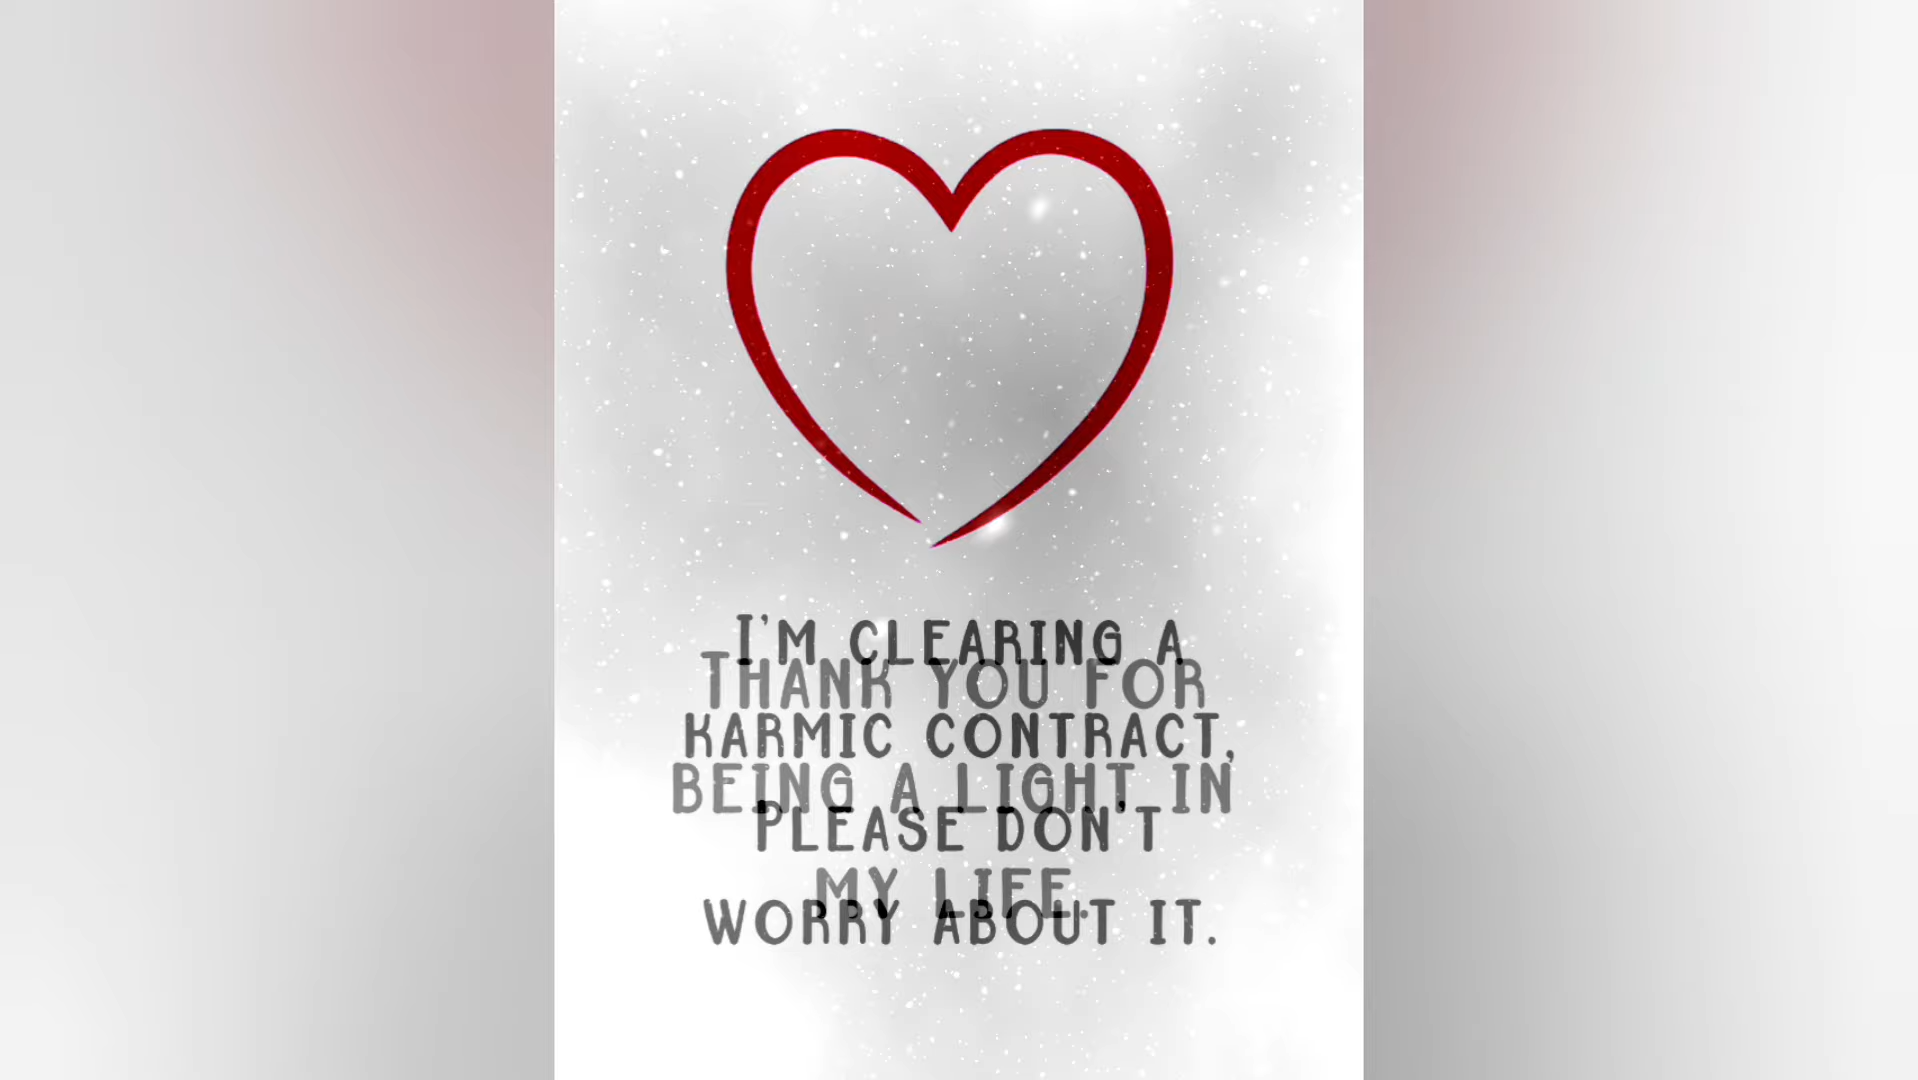 I'm clearing a
karmic contract,
please don't
worry about it.
Thank you for
being a light in
my life.